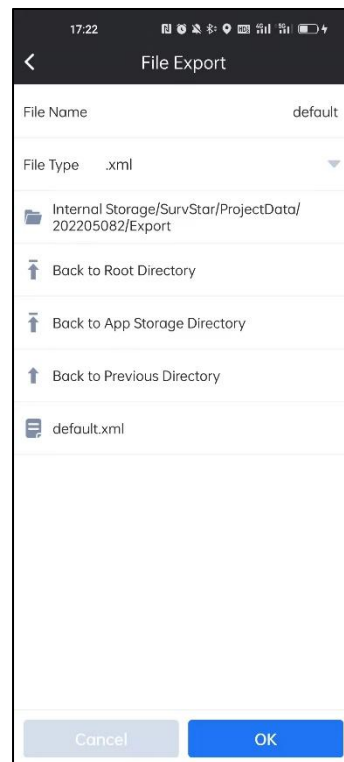 17:22
File Export
File Name default
File Type .xml
Internal Storage/SurvStar/ProjectData/
202205082/Export
Back to Root Directory
Back to App Storage Directory
Back to Previous Directory
default.xml
Cancel OK